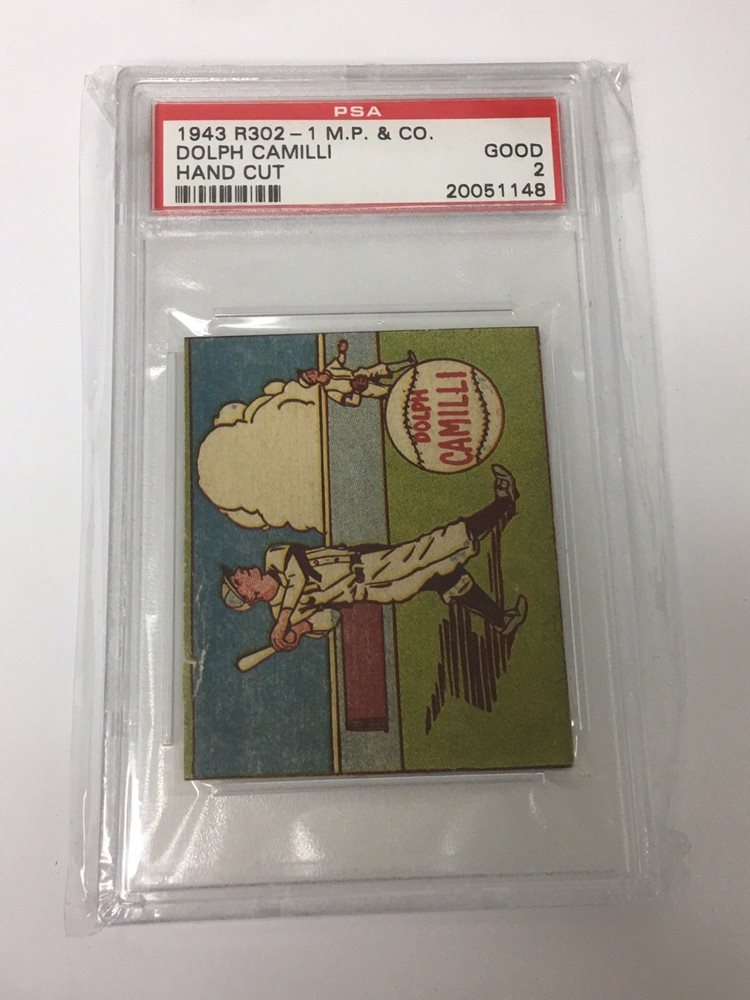 PSA
1943 R302-1 M.P. & CO.
DOLPH CAMILLI GOOD
HAND CUT 2
20051148
DOLPH
CAMILLI